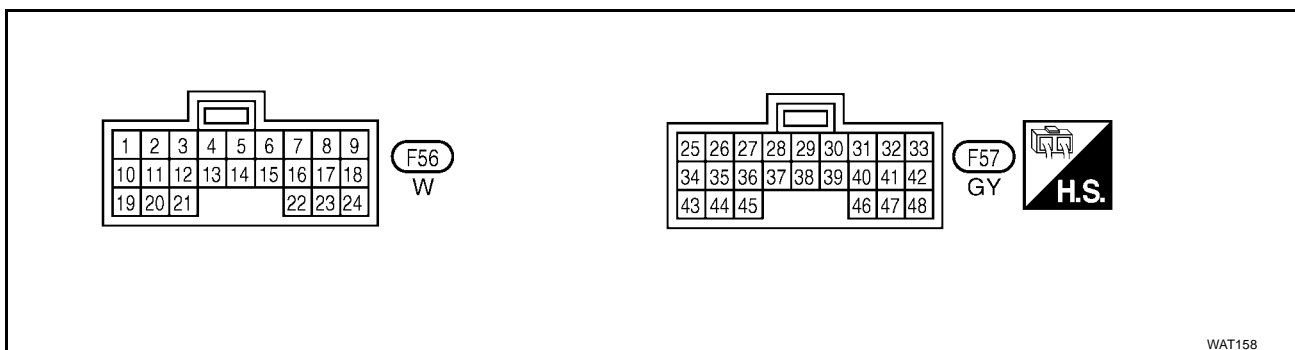 1 2 3 4 5 6 7 8 9
10 11 12 13 14 15 16 17 18
19 20 21 22 23 24
F56
W
25 26 27 28 29 30 31 32 33
34 35 36 37 38 39 40 41 42
43 44 45 46 47 48
F57
GY
H.S.
WAT158